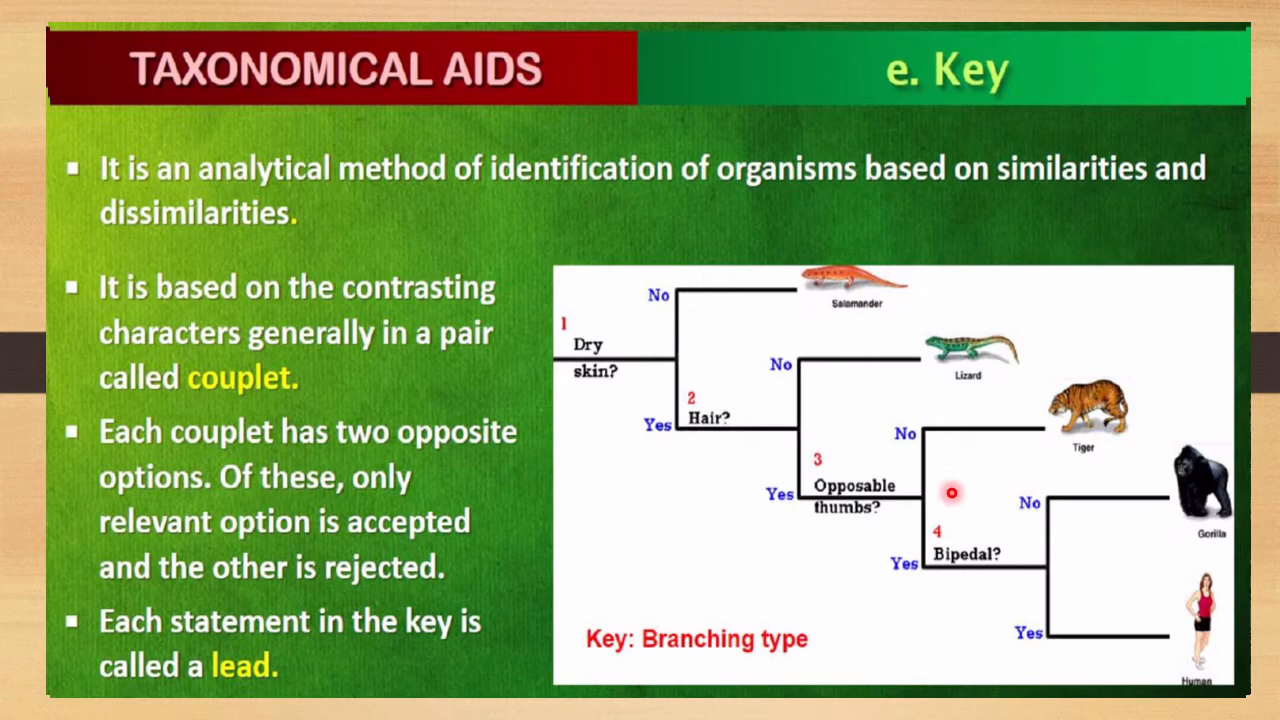 TAXONOMICAL AIDS
e. Key
▪ It is an analytical method of identification of organisms based on similarities and
dissimilarities.
▪ It is based on the contrasting
characters generally in a pair
called couplet.
▪ Each couplet has two opposite
options. Of these, only
relevant option is accepted
and the other is rejected.
▪ Each statement in the key is
called a lead.
No
Salamander
1
Dry
skin?
No
Lizard
2
Hair?
Yes
No
Tiger
3
Opposable
thumbs?
Yes
No
Gorilla
4
Bipedal?
Yes
Yes
Human
Key: Branching type